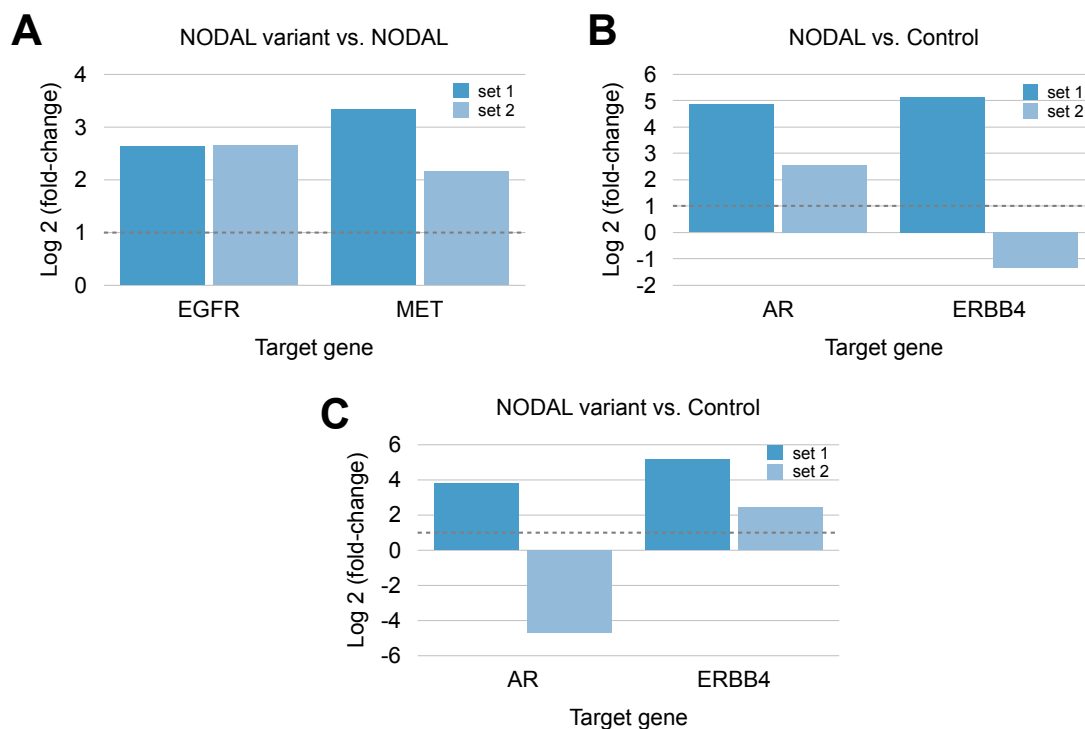 A
NODAL variant vs. NODAL
Log 2 (fold-change)
4
3
2
1
0
set 1
set 2
EGFR MET
Target gene
B
NODAL vs. Control
Log 2 (fold-change)
6
5
4
3
2
1
0
-1
-2
set 1
set 2
AR ERBB4
Target gene
C
NODAL variant vs. Control
Log 2 (fold-change)
6
4
2
0
-2
-4
-6
set 1
set 2
AR ERBB4
Target gene